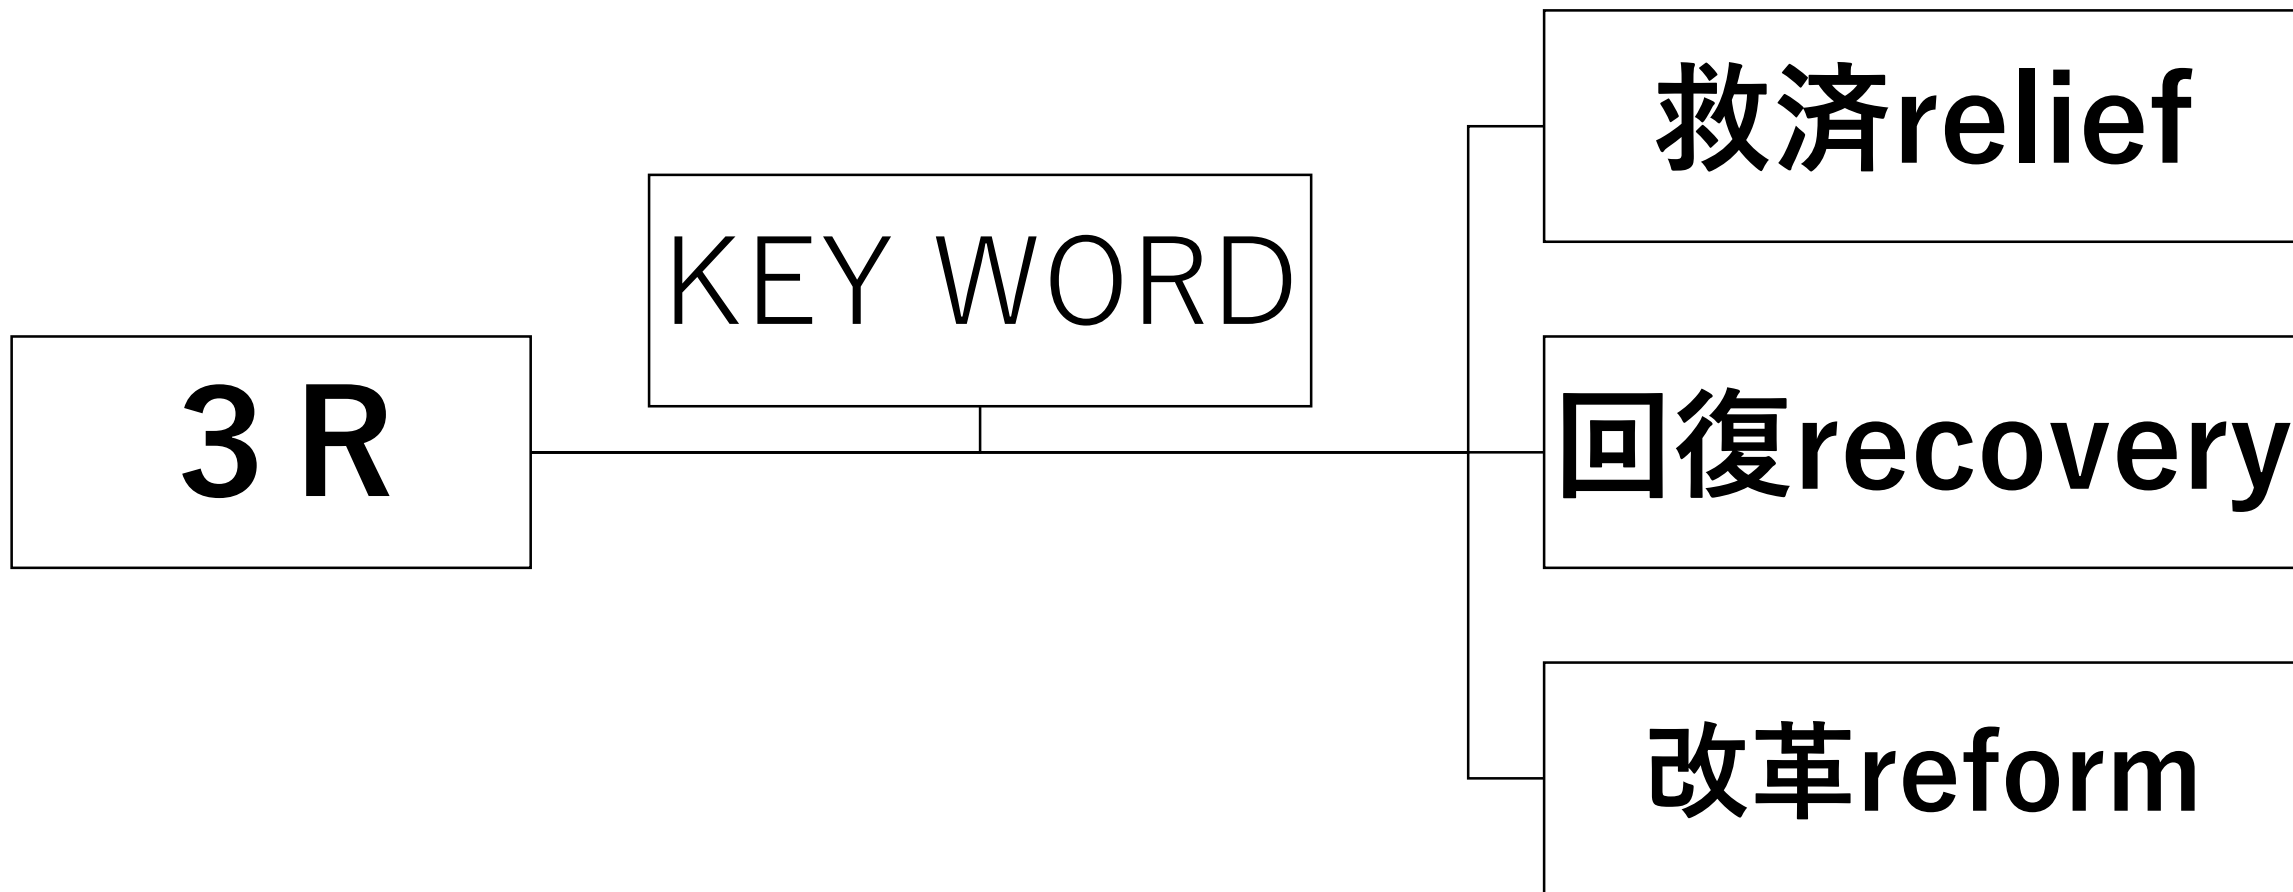 3 R
KEY WORD
救済relief
回復recovery
改革reform